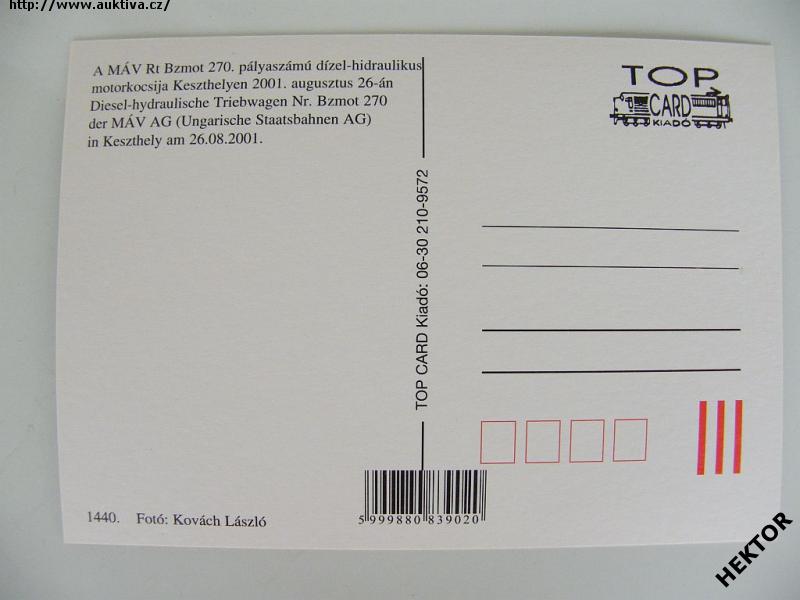 http://www.auktiva.cz/
A MÁV Rt Bzmot 270. pályaszámú dízel-hidraulikus
motorkocsija Keszthelyen 2001. augusztus 26-án
Diesel-hydraulische Triebwagen Nr. Bzmot 270
der MÁV AG (Ungarische Staatsbahnen AG)
in Keszthely am 26.08.2001.
TOP
CARD
KIADÓ
TOP CARD Kiadó: 06-30 210-9572
1440. Fotó: Kovách László
5 999880 839020
HEKTOR